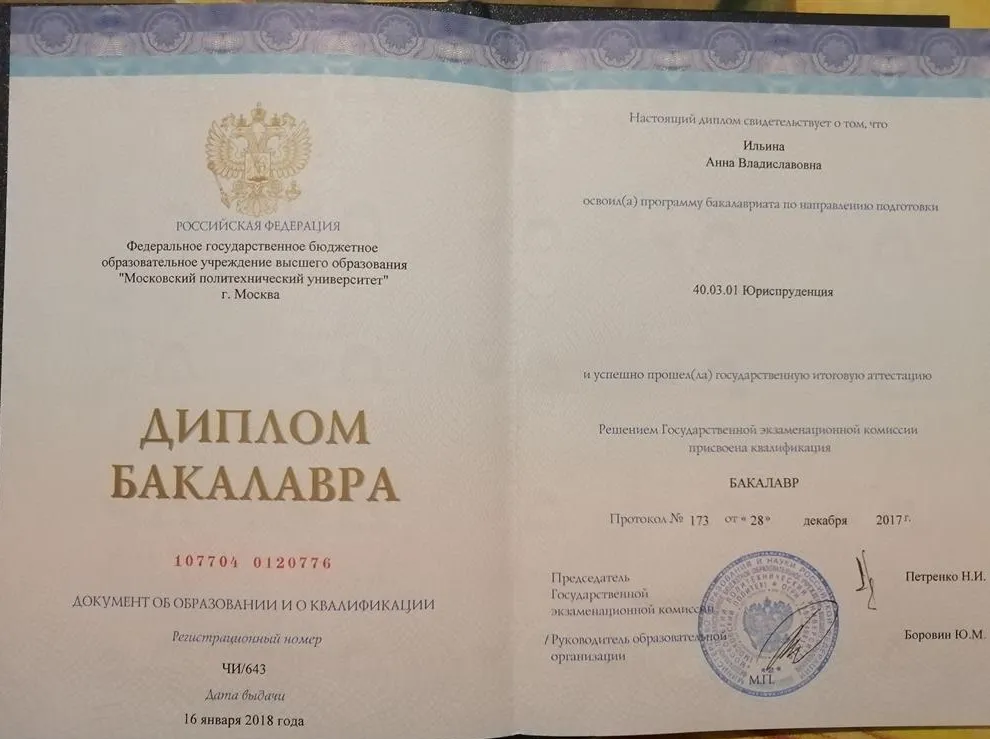 РОССИЙСКАЯ ФЕДЕРАЦИЯ
Федеральное государственное бюджетное
образовательное учреждение высшего образования
"Московский политехнический университет"
г. Москва
ДИПЛОМ
БАКАЛАВРА
107704 0120776
ДОКУМЕНТ ОБ ОБРАЗОВАНИИ И О КВАЛИФИКАЦИИ
Регистрационный номер
ЧИ/643
Дата выдачи
16 января 2018 года
Настоящий диплом свидетельствует о том, что
Ильина
Анна Владиславовна
освоил(а) программу бакалавриата по направлению подготовки
40.03.01 Юриспруденция
и успешно прошел(ла) государственную итоговую аттестацию
Решением Государственной экзаменационной комиссии
присвоена квалификация
БАКАЛАВР
Протокол № 173 от « 28» декабря 2017 г.
Председатель
Государственной
экзаменационной комиссии
Петренко Н.И.
/ Руководитель образовательной
организации
Боровин Ю.М.
М.П.